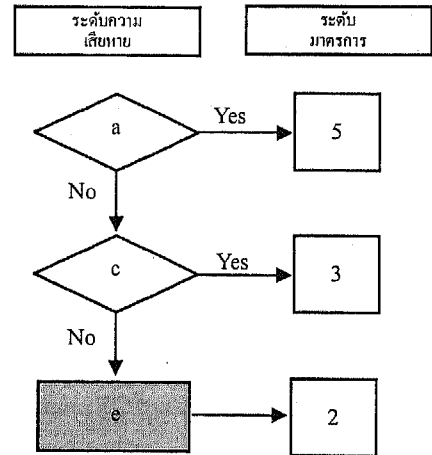 ระดับความ
เสียหาย
ระดับ
มาตรการ
a
Yes
5
No
c
Yes
3
No
e
2